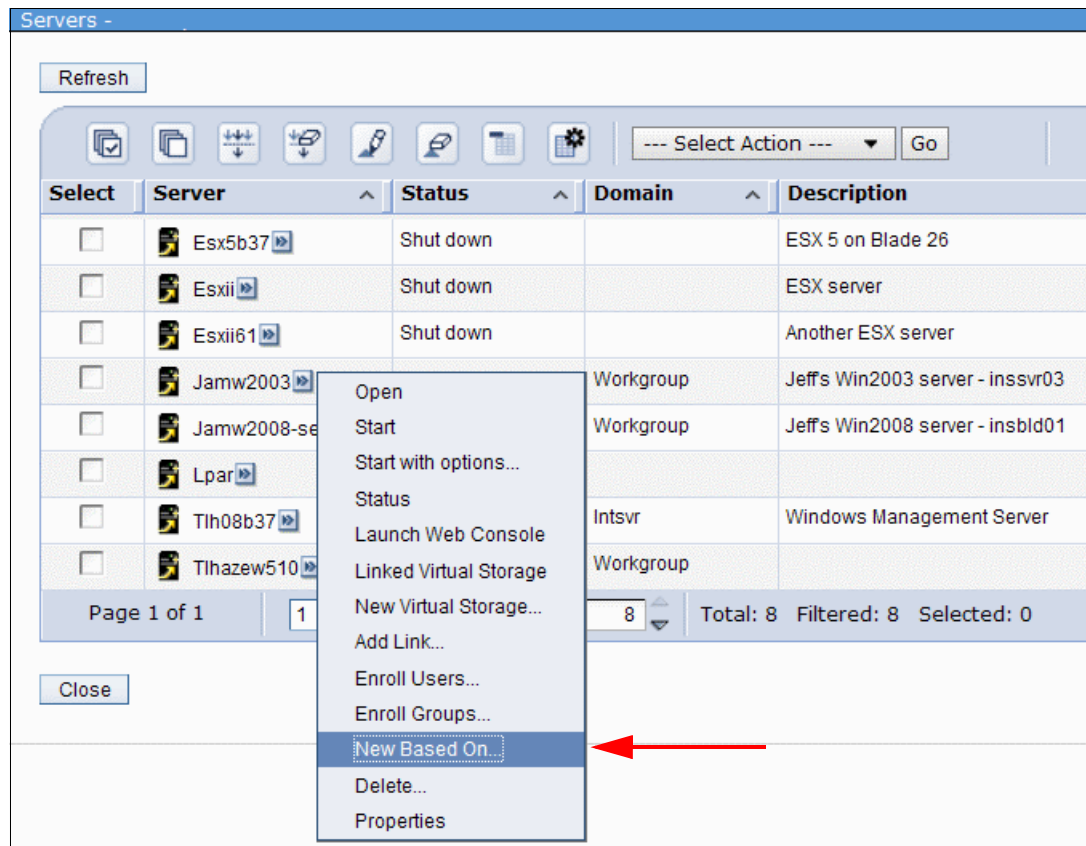 Servers -
Refresh
--- Select Action --- Go
Select Server Status Domain Description
Esx5b37 Shut down ESX 5 on Blade 26
Esxii Shut down ESX server
Esxii61 Shut down Another ESX server
Jamw2003 Workgroup Jeff's Win2003 server - inssvr03
Jamw2008-se Workgroup Jeff's Win2008 server - insbld01
Lpar
Tlh08b37 Intsvr Windows Management Server
Tlhazew510 Workgroup
Page 1 of 1 1 8 Total: 8 Filtered: 8 Selected: 0
Close
Open
Start
Start with options...
Status
Launch Web Console
Linked Virtual Storage
New Virtual Storage...
Add Link...
Enroll Users...
Enroll Groups...
New Based On...
Delete...
Properties